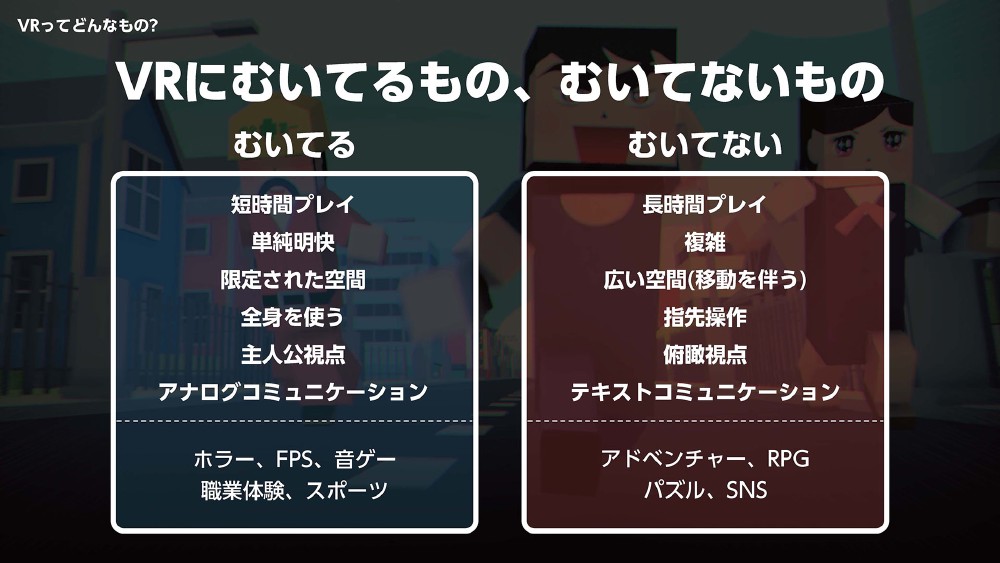 VRってどんなもの?
VRにむいてるもの、むいてないもの
むいてる
短時間プレイ
単純明快
限定された空間
全身を使う
主人公視点
アナログコミュニケーション
ホラー、FPS、音ゲー
職業体験、スポーツ
むいてない
長時間プレイ
複雑
広い空間(移動を伴う)
指先操作
俯瞰視点
テキストコミュニケーション
アドベンチャー、RPG
パズル、SNS